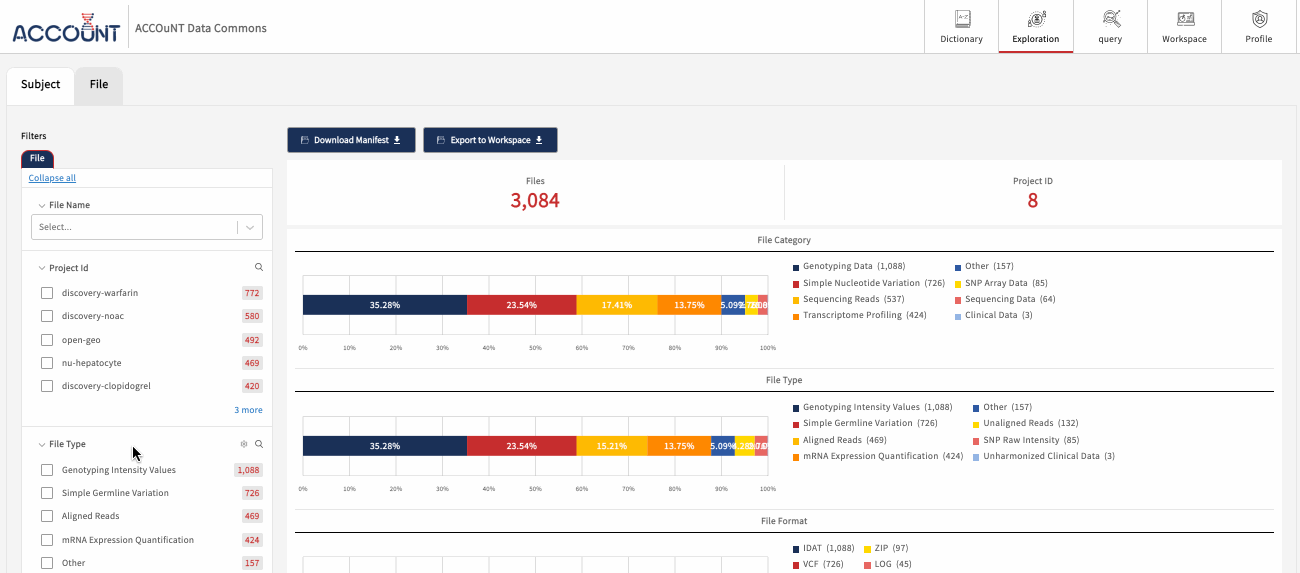 ACCOuNT
ACCOuNT Data Commons
Dictionary
Exploration
query
Workspace
Profile
Subject
File
Filters
File
Collapse all
File Name
Select...
Project Id
discovery-warfarin 772
discovery-noac 580
open-geo 492
nu-hepatocyte 469
discovery-clopidogrel 420
3 more
File Type
Genotyping Intensity Values 1,088
Simple Germline Variation 726
Aligned Reads 469
mRNA Expression Quantification 424
Other 157
Download Manifest
Export to Workspace
Files
3,084
Project ID
8
File Category
35.28% 23.54% 17.41% 13.75% 5.09%
0% 10% 20% 30% 40% 50% 60% 70% 80% 90% 100%
Genotyping Data (1,088)
Simple Nucleotide Variation (726)
Sequencing Reads (537)
Transcriptome Profiling (424)
Other (157)
SNP Array Data (85)
Sequencing Data (64)
Clinical Data (3)
File Type
35.28% 23.54% 15.21% 13.75% 5.09%
0% 10% 20% 30% 40% 50% 60% 70% 80% 90% 100%
Genotyping Intensity Values (1,088)
Simple Germline Variation (726)
Aligned Reads (469)
mRNA Expression Quantification (424)
Other (157)
Unaligned Reads (132)
SNP Raw Intensity (85)
Unharmonized Clinical Data (3)
File Format
IDAT (1,088)
VCF (726)
ZIP (97)
LOG (45)